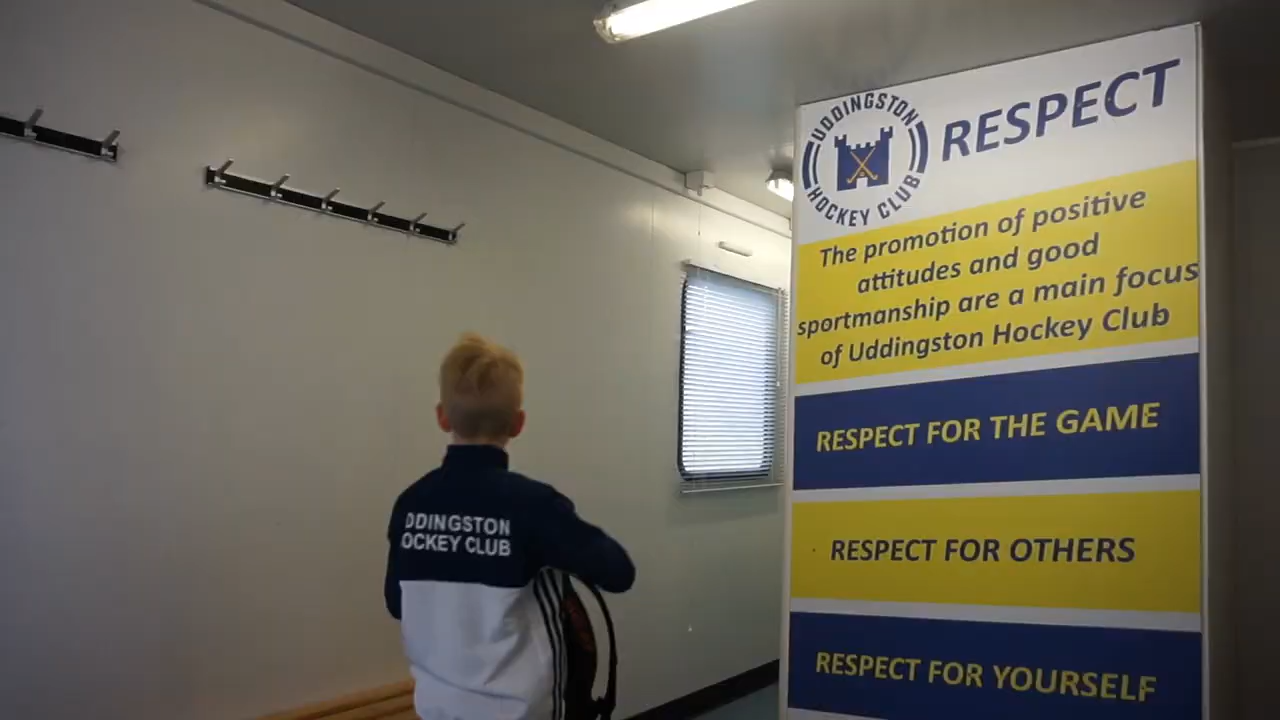 UDDINGSTON
HOCKEY CLUB
RESPECT
The promotion of positive
attitudes and good
sportmanship are a main focus
of Uddingston Hockey Club
RESPECT FOR THE GAME
RESPECT FOR OTHERS
RESPECT FOR YOURSELF
DDINGSTON
OCKEY CLUB